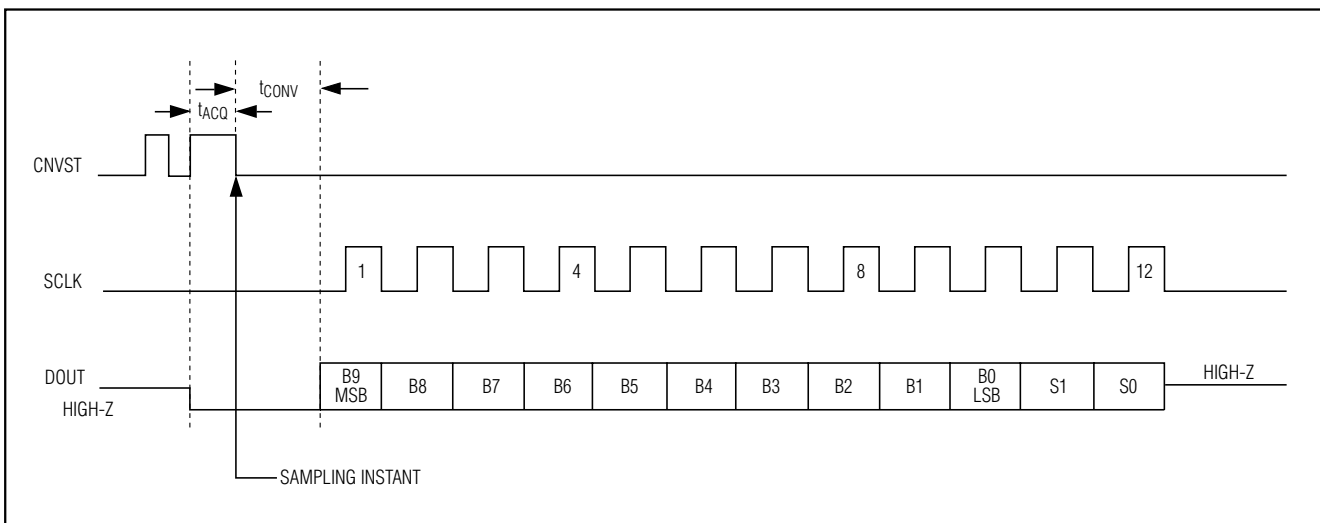 tCONV
tACQ
CNVST
SCLK
1
4
8
12
DOUT
HIGH-Z
B9
MSB
B8
B7
B6
B5
B4
B3
B2
B1
B0
LSB
S1
S0
HIGH-Z
SAMPLING INSTANT